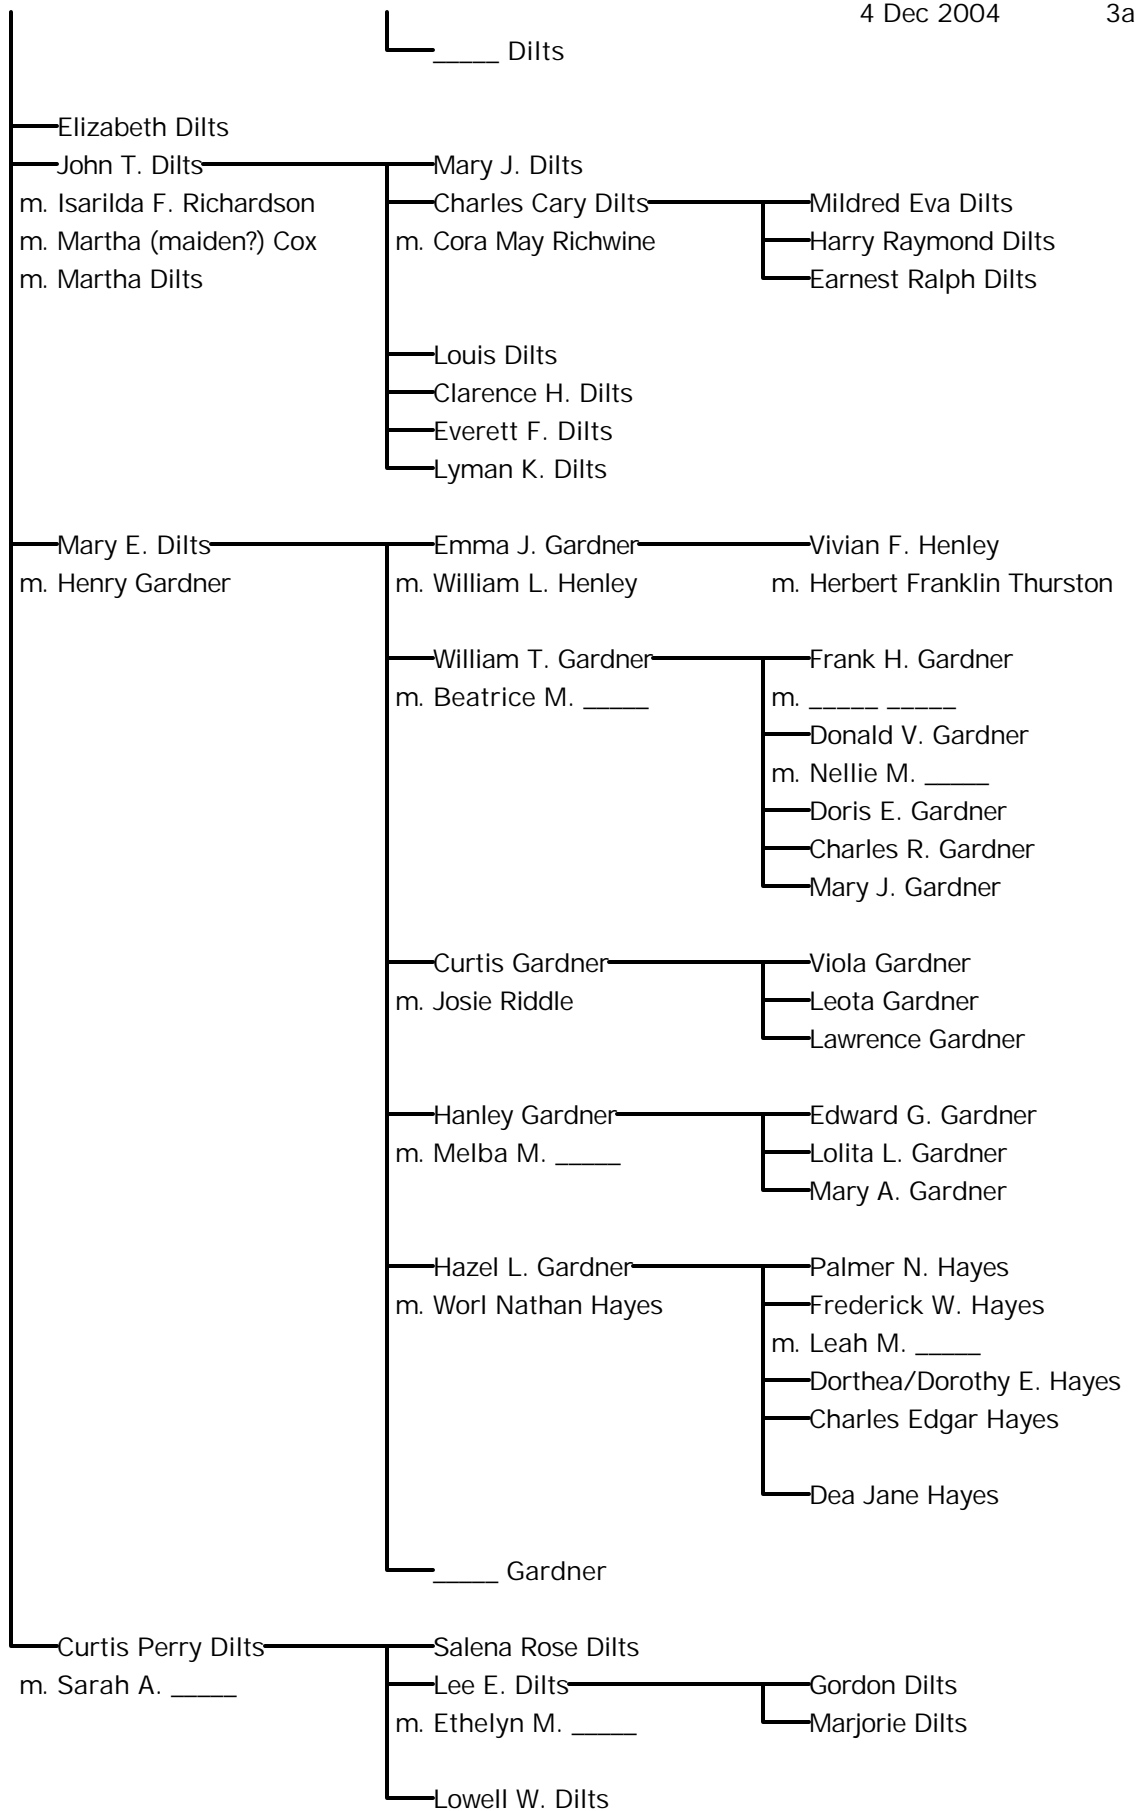 4 Dec 2004 3a
_____ Dilts
Elizabeth Dilts
John T. Dilts Mary J. Dilts
m. Isarilda F. Richardson Charles Cary Dilts Mildred Eva Dilts
m. Martha (maiden?) Cox m. Cora May Richwine Harry Raymond Dilts
m. Martha Dilts Earnest Ralph Dilts
Louis Dilts
Clarence H. Dilts
Everett F. Dilts
Lyman K. Dilts
Mary E. Dilts Emma J. Gardner Vivian F. Henley
m. Henry Gardner m. William L. Henley m. Herbert Franklin Thurston
William T. Gardner Frank H. Gardner
m. Beatrice M. _____ m. _____ _____
Donald V. Gardner
m. Nellie M. _____
Doris E. Gardner
Charles R. Gardner
Mary J. Gardner
Curtis Gardner Viola Gardner
m. Josie Riddle Leota Gardner
Lawrence Gardner
Hanley Gardner Edward G. Gardner
m. Melba M. _____ Lolita L. Gardner
Mary A. Gardner
Hazel L. Gardner Palmer N. Hayes
m. Worl Nathan Hayes Frederick W. Hayes
m. Leah M. _____
Dorthea/Dorothy E. Hayes
Charles Edgar Hayes
Dea Jane Hayes
_____ Gardner
Curtis Perry Dilts Salena Rose Dilts
m. Sarah A. _____ Lee E. Dilts Gordon Dilts
m. Ethelyn M. _____ Marjorie Dilts
Lowell W. Dilts